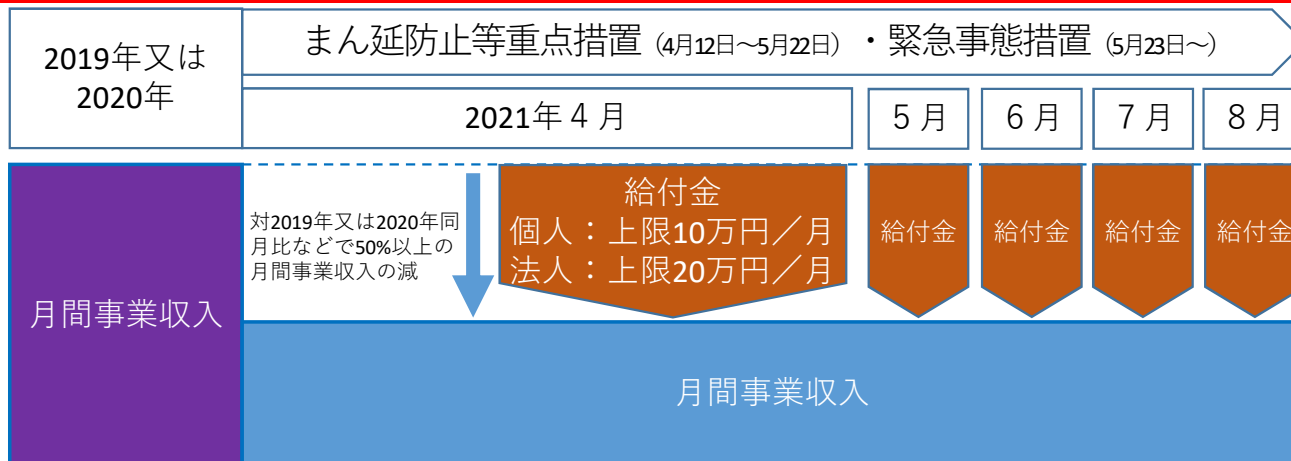 2019年又は
2020年
まん延防止等重点措置（4月12日～5月22日）・緊急事態措置（5月23日～）
2021年４月
５月
６月
７月
８月
対2019年又は2020年同
月比などで50%以上の
月間事業収入の減
給付金
個人：上限10万円／月
法人：上限20万円／月
給付金
給付金
給付金
給付金
月間事業収入
月間事業収入